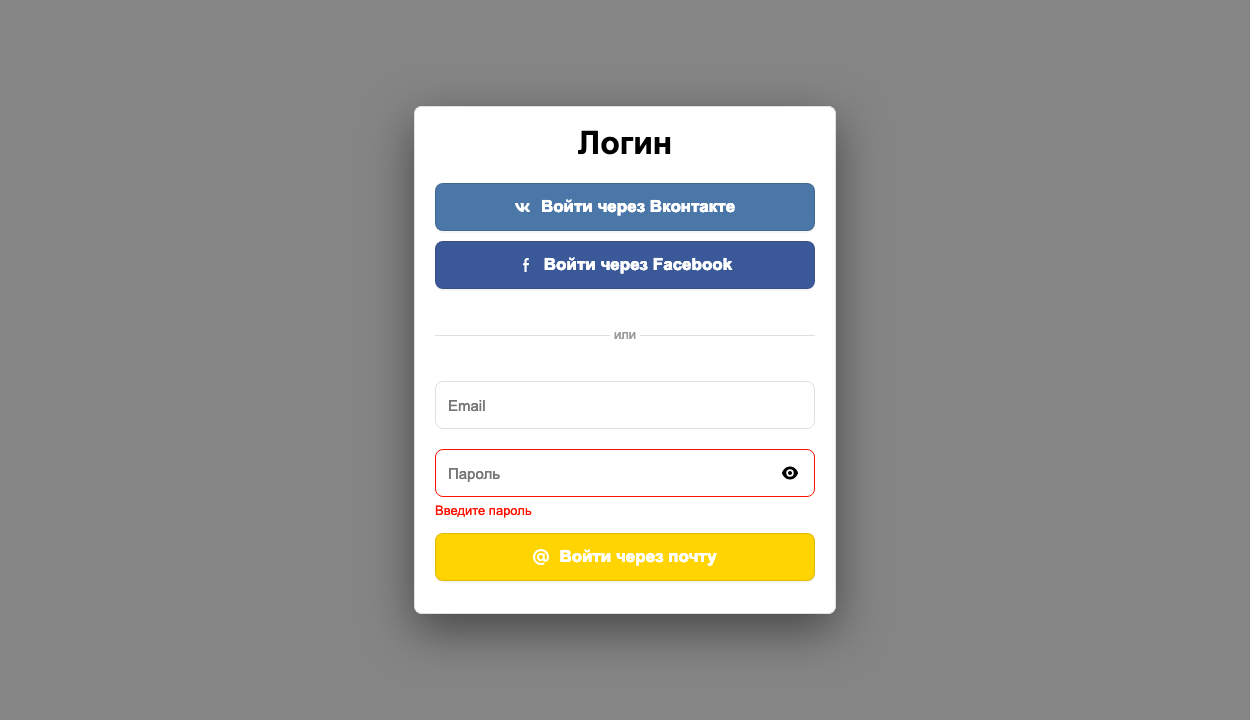 Логин
Войти через Вконтакте
Войти через Facebook
или
Email
Пароль
Введите пароль
@ Войти через почту